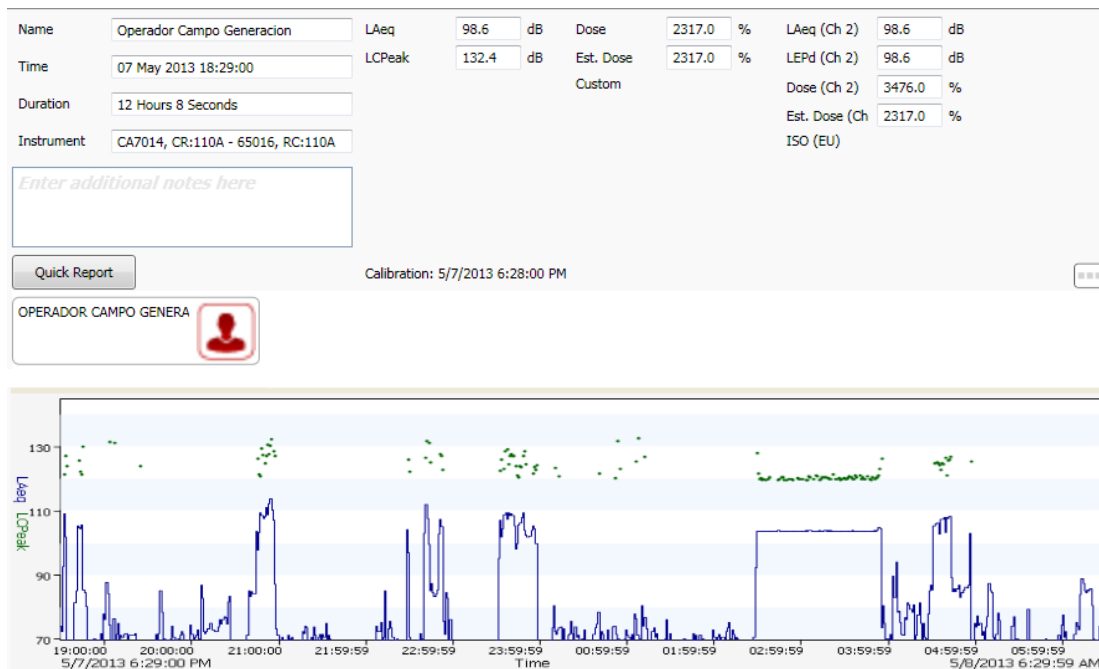 Name Operador Campo Generacion LAeq 98.6 dB Dose 2317.0 % LAeq (Ch 2) 98.6 dB
LCPeak 132.4 dB Est. Dose 2317.0 % LEPd (Ch 2) 98.6 dB
Time 07 May 2013 18:29:00
Custom Dose (Ch 2) 3476.0 %
Duration 12 Hours 8 Seconds
Est. Dose (Ch 2317.0 %
Instrument CA7014, CR:110A - 65016, RC:110A ISO (EU)
Enter additional notes here
Quick Report Calibration: 5/7/2013 6:28:00 PM
OPERADOR CAMPO GENERA
130
110
90
70
LAeq LCPeak
19:00:00 20:00:00 21:00:00 21:59:59 22:59:59 23:59:59 00:59:59 01:59:59 02:59:59 03:59:59 04:59:59 05:59:59
5/7/2013 6:29:00 PM Time 5/8/2013 6:29:59 AM